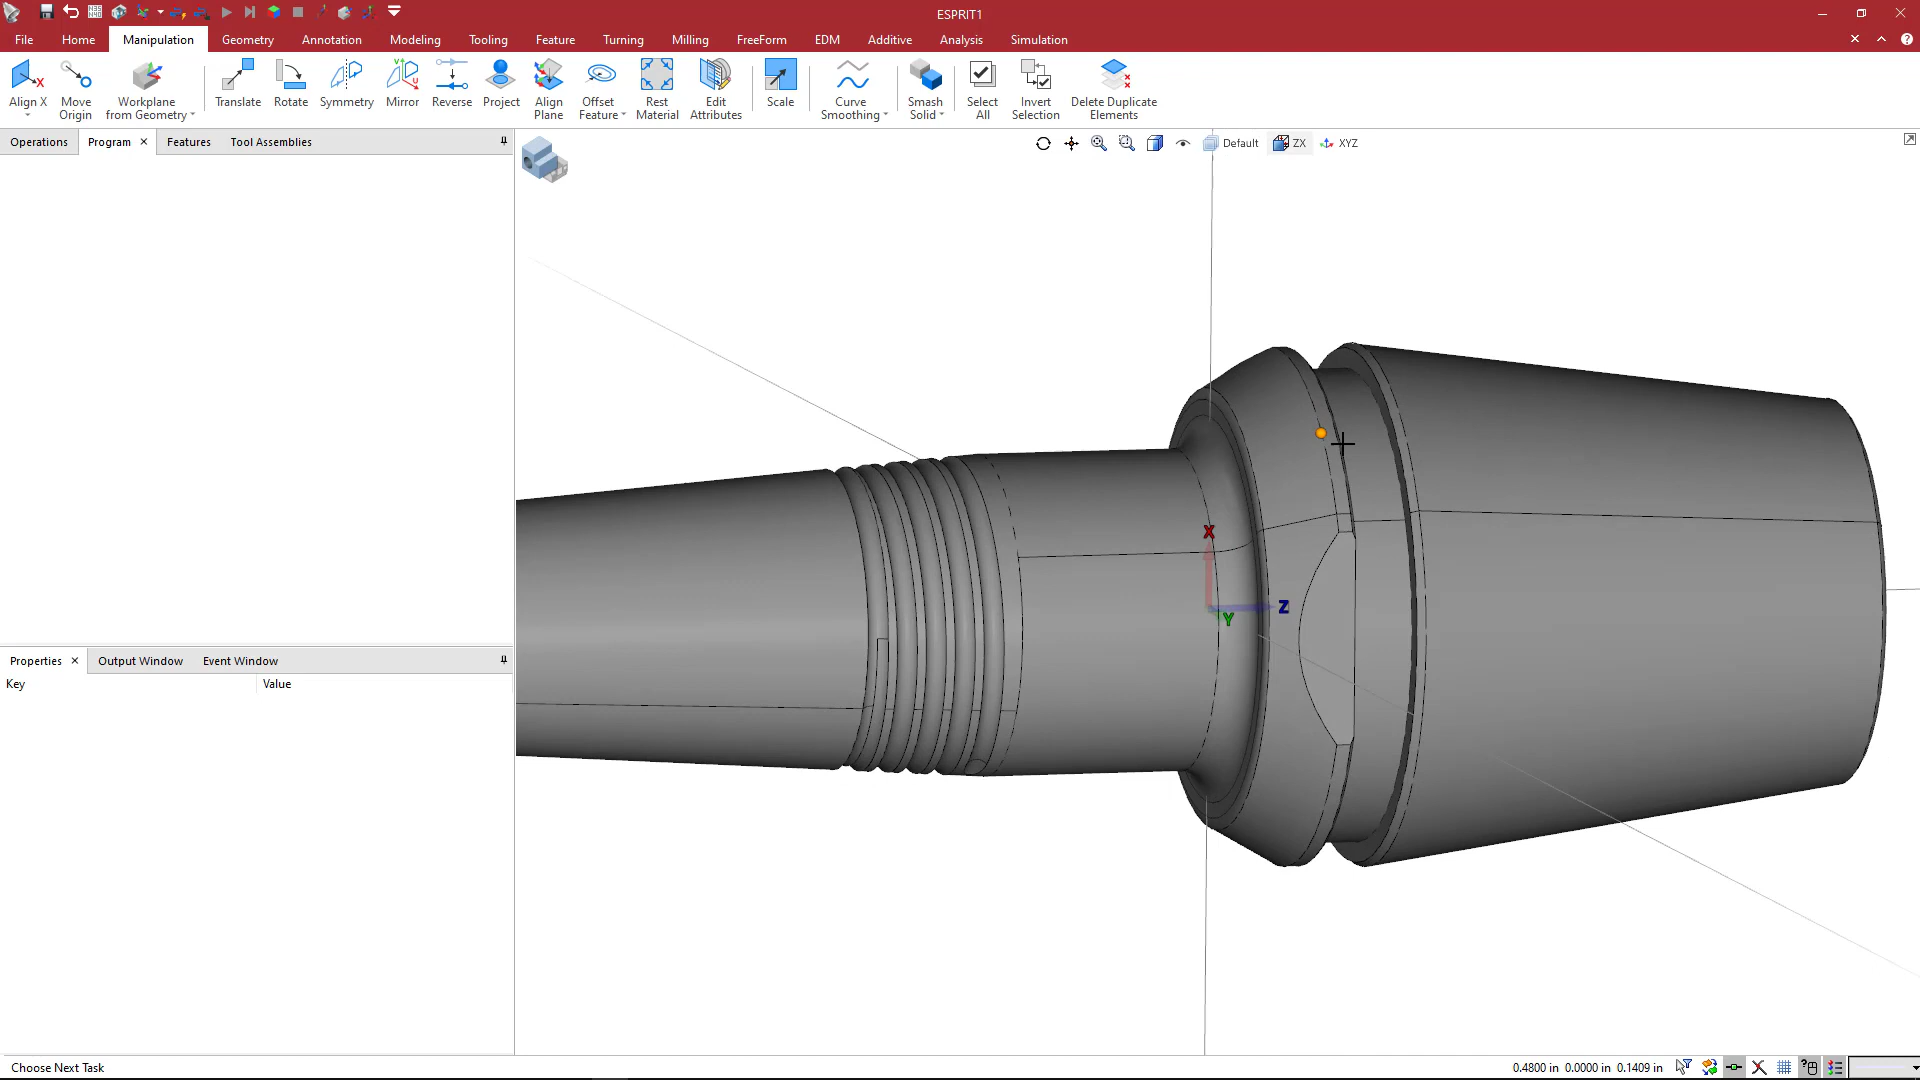 ESPRIT1
File Home Manipulation Geometry Annotation Modeling Tooling Feature Turning Milling FreeForm EDM Additive Analysis Simulation
Align X
Move Origin
Workplane from Geometry
Translate
Rotate
Symmetry
Mirror
Reverse
Project
Align Plane
Offset Feature
Rest Material
Edit Attributes
Scale
Curve Smoothing
Smash Solid
Select All
Invert Selection
Delete Duplicate Elements
Operations Program Features Tool Assemblies
Default ZX XYZ
X
Z
Y
Properties Output Window Event Window
Key Value
Choose Next Task
0.4800 in 0.0000 in 0.1409 in